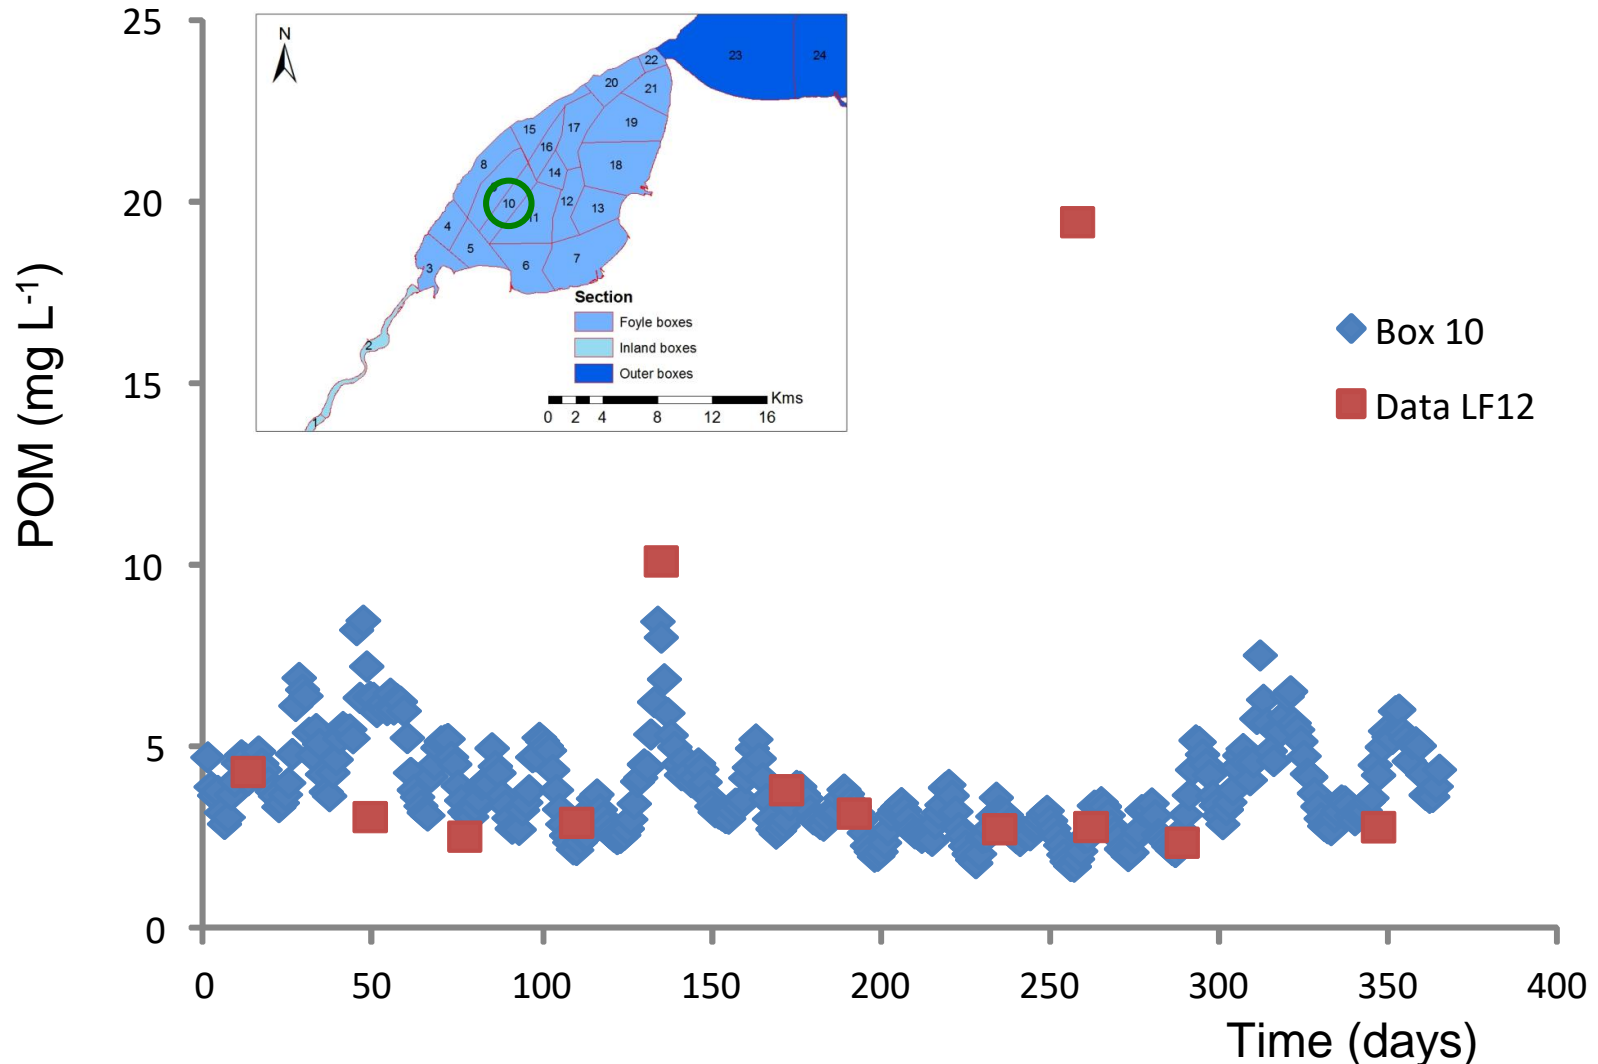 25
20
15
10
5
0
POM (mg L-1)
0 50 100 150 200 250 300 350 400
Time (days)
Box 10
Data LF12
N
23 24
22
20 21
15 17 19
16
8 14 18
10 11 12 13
4
5
3 6 7
2
1
Section
Foyle boxes
Inland boxes
Outer boxes
Kms
0 2 4 8 12 16